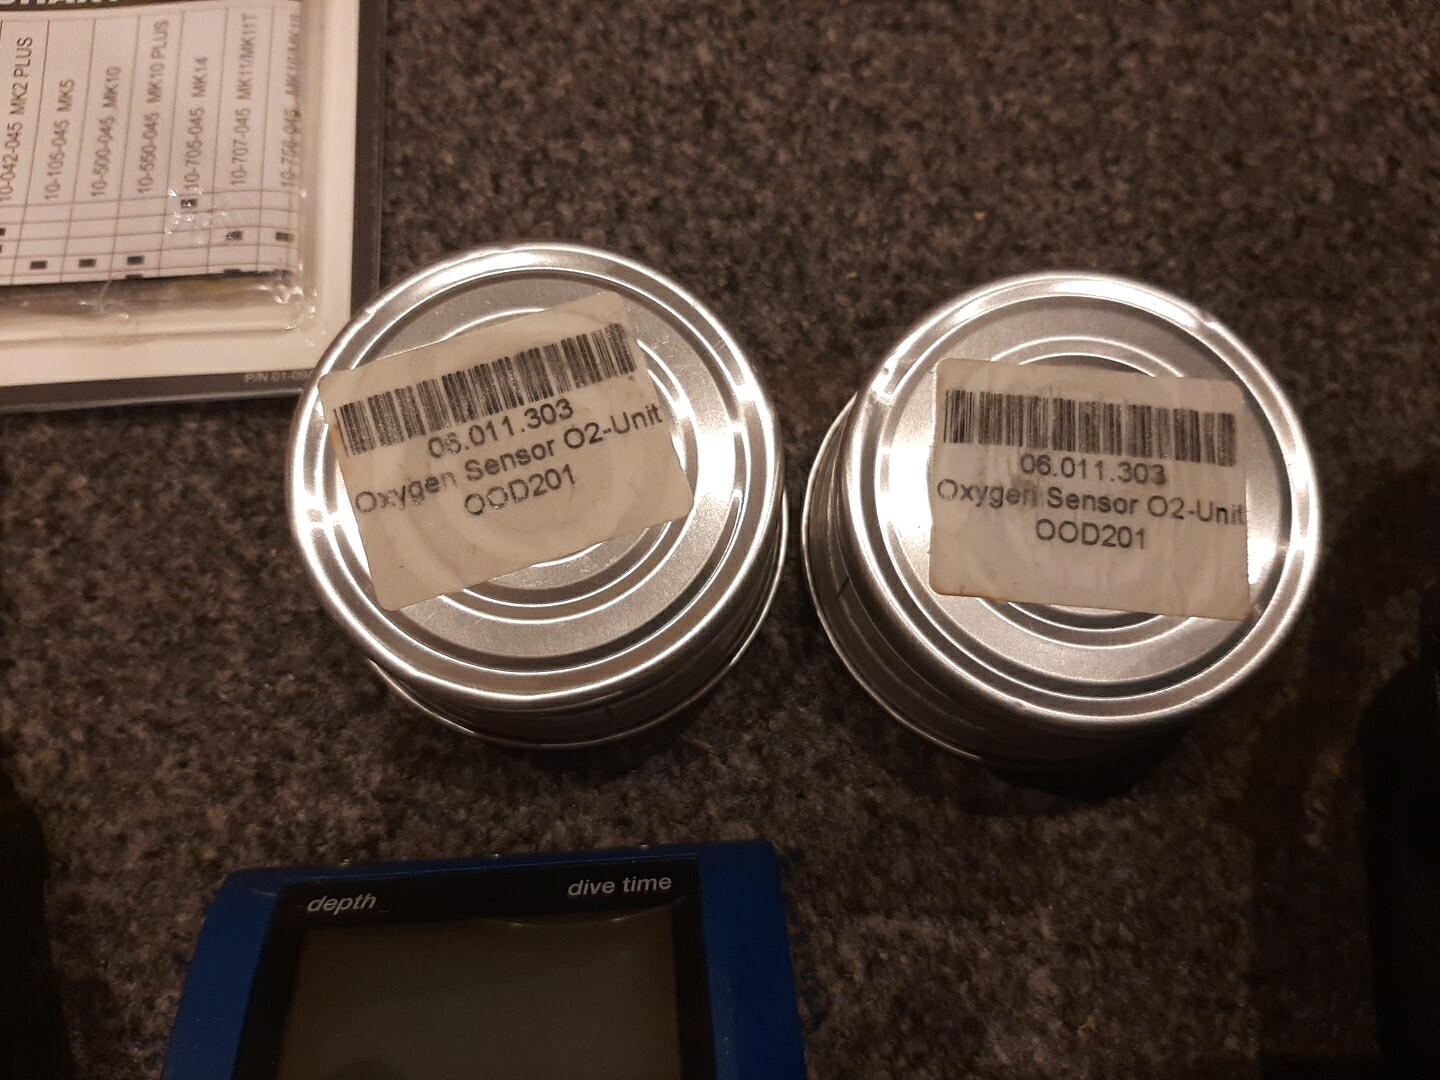 10-042-045 MK2 PLUS
10-105-045 MK5
10-500-045 MK10
10-550-045 MK10 PLUS
10-705-045 MK14
10-707-045 MK11/MK11T
P/N 01-09
06.011.303
Oxygen Sensor O2-Unit
OOD201
06.011.303
Oxygen Sensor O2-Unit
OOD201
depth
dive time